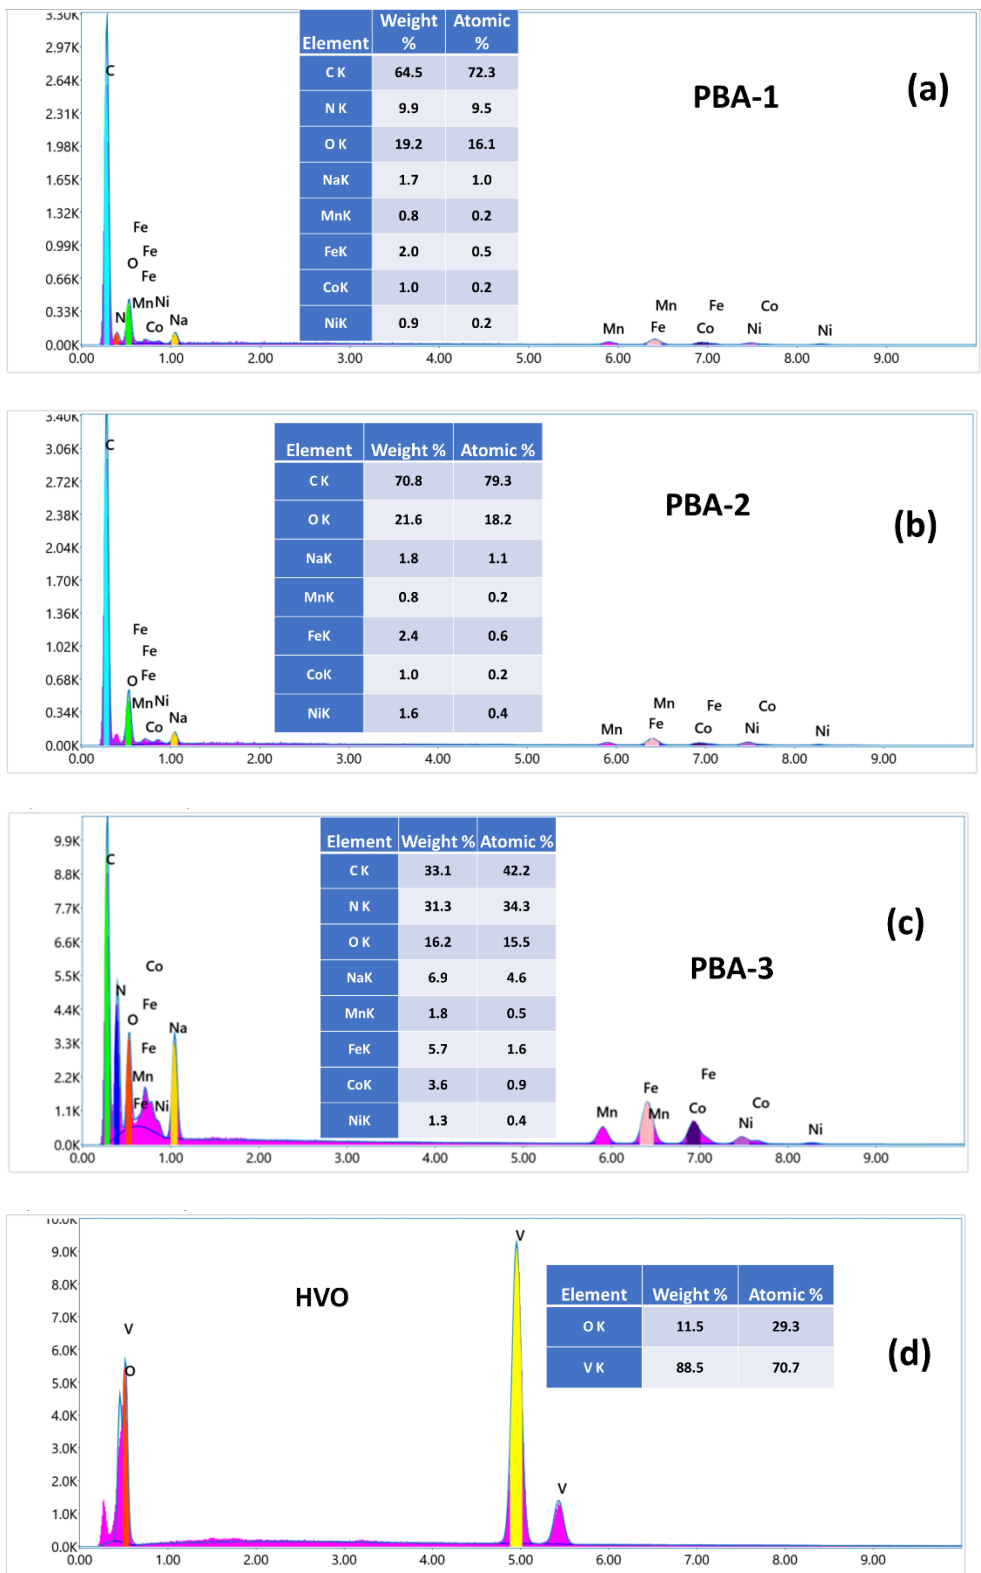 (a)
PBA-1
Element Weight % Atomic %
C K 64.5 72.3
N K 9.9 9.5
O K 19.2 16.1
NaK 1.7 1.0
MnK 0.8 0.2
FeK 2.0 0.5
CoK 1.0 0.2
NiK 0.9 0.2
3.30K
2.97K
2.64K
2.31K
1.98K
1.65K
1.32K
0.99K
0.66K
0.33K
0.00K
C
Fe
Fe
O
Fe
Mn Ni
N
Co
Na
Mn Fe Co
Mn Fe Co Ni Ni
0.00 1.00 2.00 3.00 4.00 5.00 6.00 7.00 8.00 9.00
(b)
PBA-2
Element Weight % Atomic %
C K 70.8 79.3
O K 21.6 18.2
NaK 1.8 1.1
MnK 0.8 0.2
FeK 2.4 0.6
CoK 1.0 0.2
NiK 1.6 0.4
3.40K
3.06K
2.72K
2.38K
2.04K
1.70K
1.36K
1.02K
0.68K
0.34K
0.00K
C
Fe
Fe
O Fe
Mn Ni
Co
Na
Mn Fe Co
Mn Fe Co Ni Ni
0.00 1.00 2.00 3.00 4.00 5.00 6.00 7.00 8.00 9.00
(c)
PBA-3
Element Weight % Atomic %
C K 33.1 42.2
N K 31.3 34.3
O K 16.2 15.5
NaK 6.9 4.6
MnK 1.8 0.5
FeK 5.7 1.6
CoK 3.6 0.9
NiK 1.3 0.4
9.9K
8.8K
7.7K
6.6K
5.5K
4.4K
3.3K
2.2K
1.1K
0.0K
C
Co
N
Fe
O
Na
Fe
Mn
Fe Ni
Fe
Fe
Mn Mn Co Co
Ni Ni
0.00 1.00 2.00 3.00 4.00 5.00 6.00 7.00 8.00 9.00
(d)
HVO
Element Weight % Atomic %
O K 11.5 29.3
V K 88.5 70.7
10.0K
9.0K
8.0K
7.0K
6.0K
5.0K
4.0K
3.0K
2.0K
1.0K
0.0K
V
V
O
V
0.00 1.00 2.00 3.00 4.00 5.00 6.00 7.00 8.00 9.00